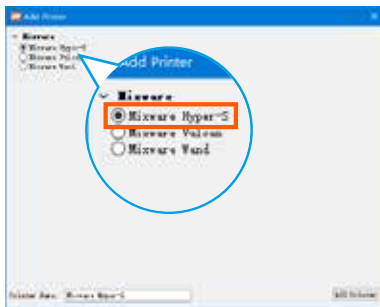 Add Printer
Mixware
Mixware Hyper-S
Mixware Vulcan
Mixware Wand
Add Printer
Mixware
Mixware Hyper-S
Mixware Vulcan
Mixware Wand
Printer Name: Mixware Hyper-S
Add Printer